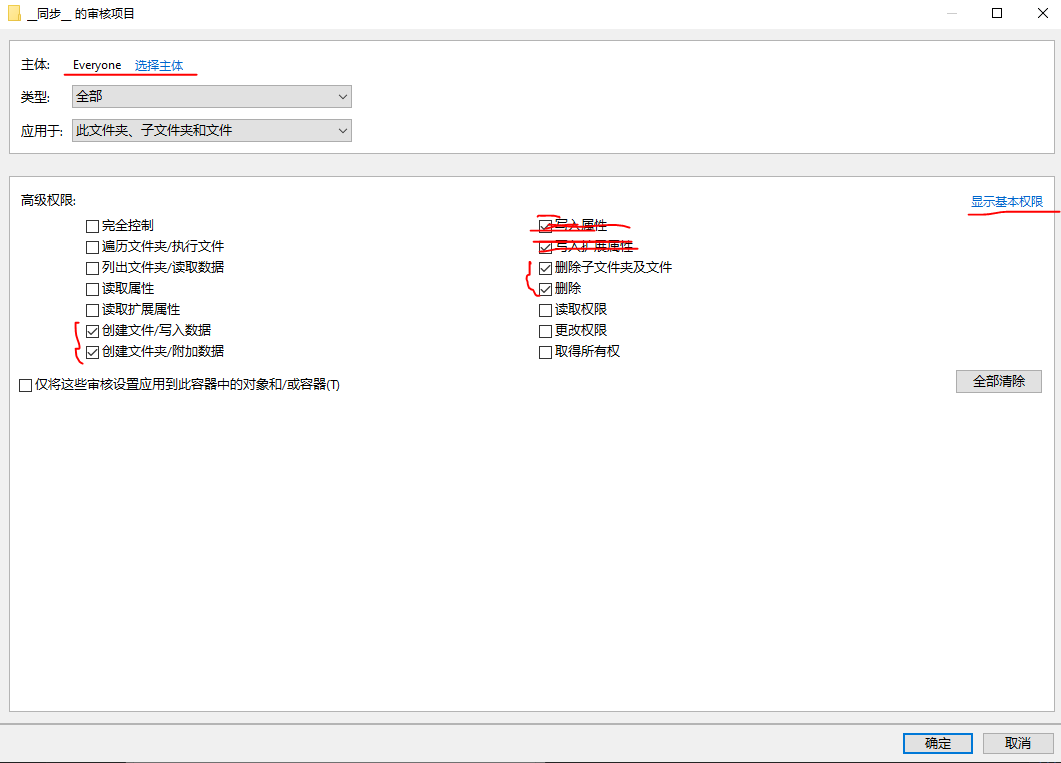 __同步__ 的审核项目
主体: Everyone 选择主体
类型: 全部
应用于: 此文件夹、子文件夹和文件
高级权限: 显示基本权限
完全控制 写入属性
遍历文件夹/执行文件 写入扩展属性
列出文件夹/读取数据 删除子文件夹及文件
读取属性 删除
读取扩展属性 读取权限
创建文件/写入数据 更改权限
创建文件夹/附加数据 取得所有权
仅将这些审核设置应用到此容器中的对象和/或容器(T) 全部清除
确定 取消